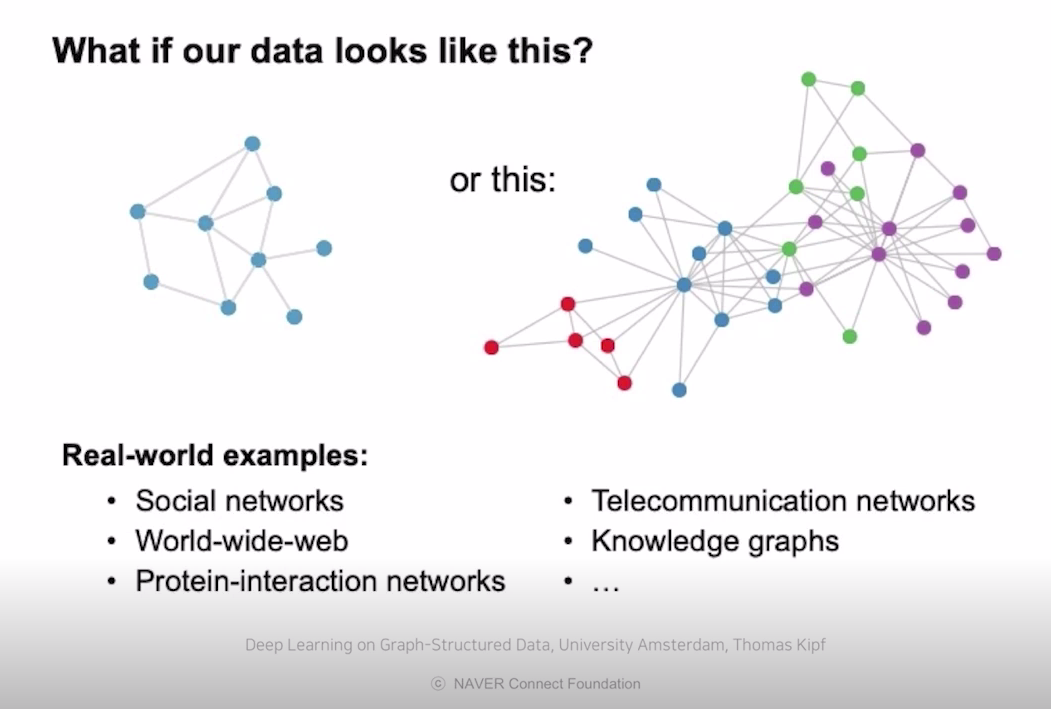 What if our data looks like this?
or this:
Real-world examples:
• Social networks
• World-wide-web
• Protein-interaction networks
• Telecommunication networks
• Knowledge graphs
• …
Deep Learning on Graph-Structured Data, University Amsterdam, Thomas Kipf
ⓒ NAVER Connect Foundation